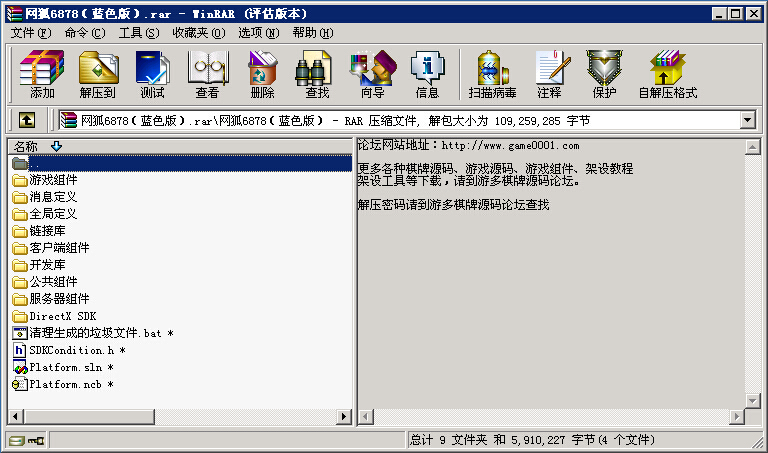 网狐6878(蓝色版).rar - WinRAR (评估版本)
文件(F) 命令(C) 工具(S) 收藏夹(O) 选项(N) 帮助(H)
添加 解压到 测试 查看 删除 查找 向导 信息 扫描病毒 注释 保护 自解压格式
网狐6878(蓝色版).rar\网狐6878(蓝色版) - RAR 压缩文件, 解包大小为 109,259,285 字节
名称
..
游戏组件
消息定义
全局定义
链接库
客户端组件
开发库
公共组件
服务器组件
DirectX SDK
清理生成的垃圾文件.bat *
SDKCondition.h *
Platform.sln *
Platform.ncb *
论坛网站地址：http://www.game0001.com
更多各种棋牌源码、游戏源码、游戏组件、架设教程
架设工具等下载，请到游多棋牌源码论坛。
解压密码请到游多棋牌源码论坛查找
总计 9 文件夹 和 5,910,227 字节(4 个文件)